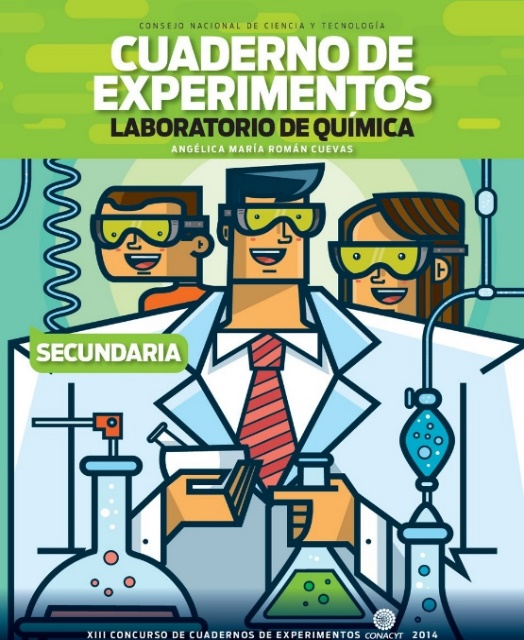 CONSEJO NACIONAL DE CIENCIA Y TECNOLOGÍA
CUADERNO DE
EXPERIMENTOS
LABORATORIO DE QUÍMICA
ANGÉLICA MARÍA ROMÁN CUEVAS
SECUNDARIA
XIII CONCURSO DE CUADERNOS DE EXPERIMENTOS CONACYT 2014